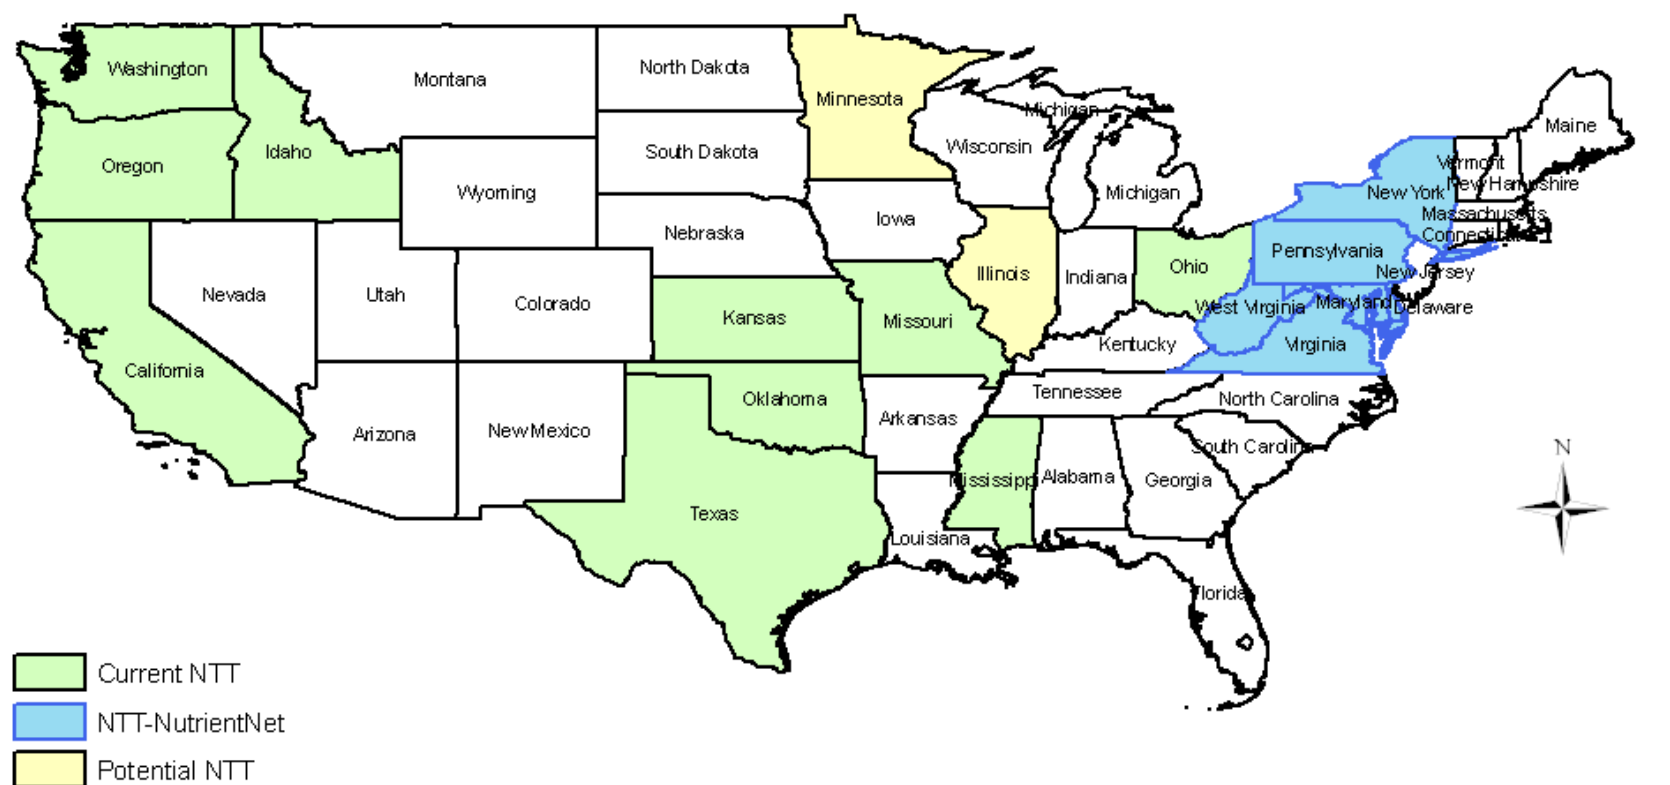 Washington
Montana
North Dakota
Minnesota
Michigan
Maine
Oregon
Idaho
South Dakota
Wisconsin
Vermont
Wyoming
Michigan
New York
New Hampshire
Iowa
Massachusetts
Nebraska
Connecticut
Pennsylvania
Ohio
New Jersey
Illinois
Indiana
Nevada
Utah
Colorado
West Virginia
Maryland
Delaware
Kansas
Missouri
Kentucky
Virginia
California
Tennessee
Oklahoma
North Carolina
Arkansas
Arizona
New Mexico
South Carolina
Mississippi
Alabama
Georgia
Texas
Louisiana
Florida
N
Current NTT
NTT-NutrientNet
Potential NTT